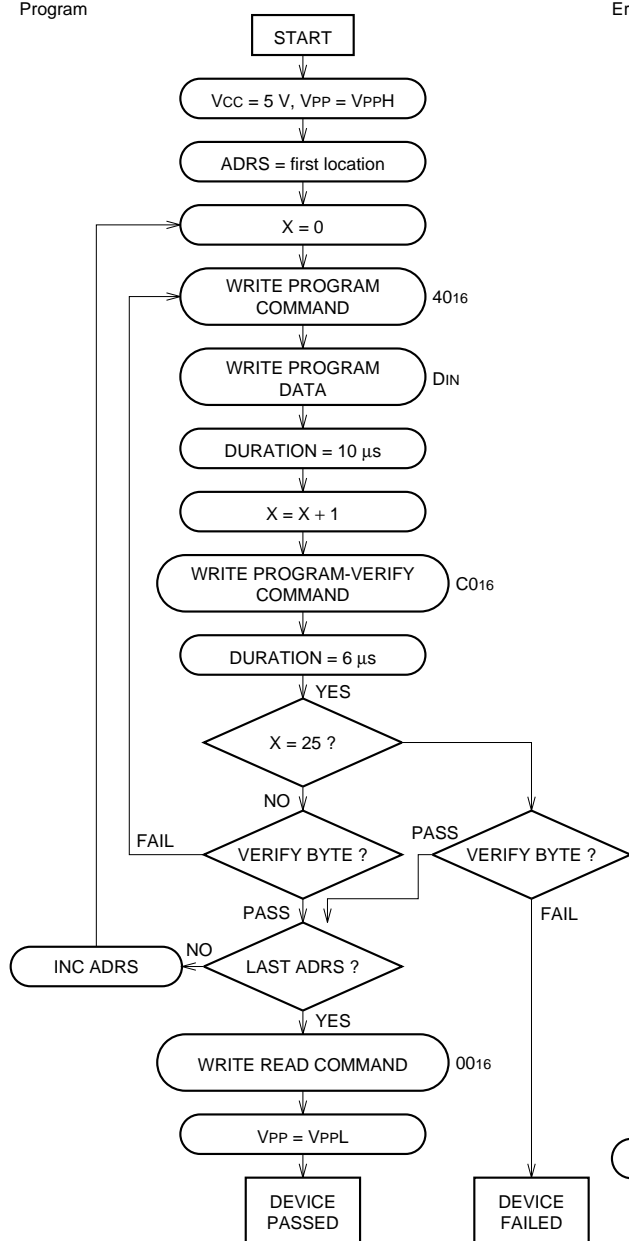 Program
Er
START
VCC = 5 V, VPP = VPPH
ADRS = first location
X = 0
WRITE PROGRAM
COMMAND
4016
WRITE PROGRAM
DATA
DIN
DURATION = 10 μs
X = X + 1
WRITE PROGRAM-VERIFY
COMMAND
C016
DURATION = 6 μs
YES
X = 25 ?
NO
PASS
FAIL
VERIFY BYTE ?
VERIFY BYTE ?
PASS
FAIL
NO
INC ADRS
LAST ADRS ?
YES
WRITE READ COMMAND
0016
VPP = VPPL
DEVICE
PASSED
DEVICE
FAILED